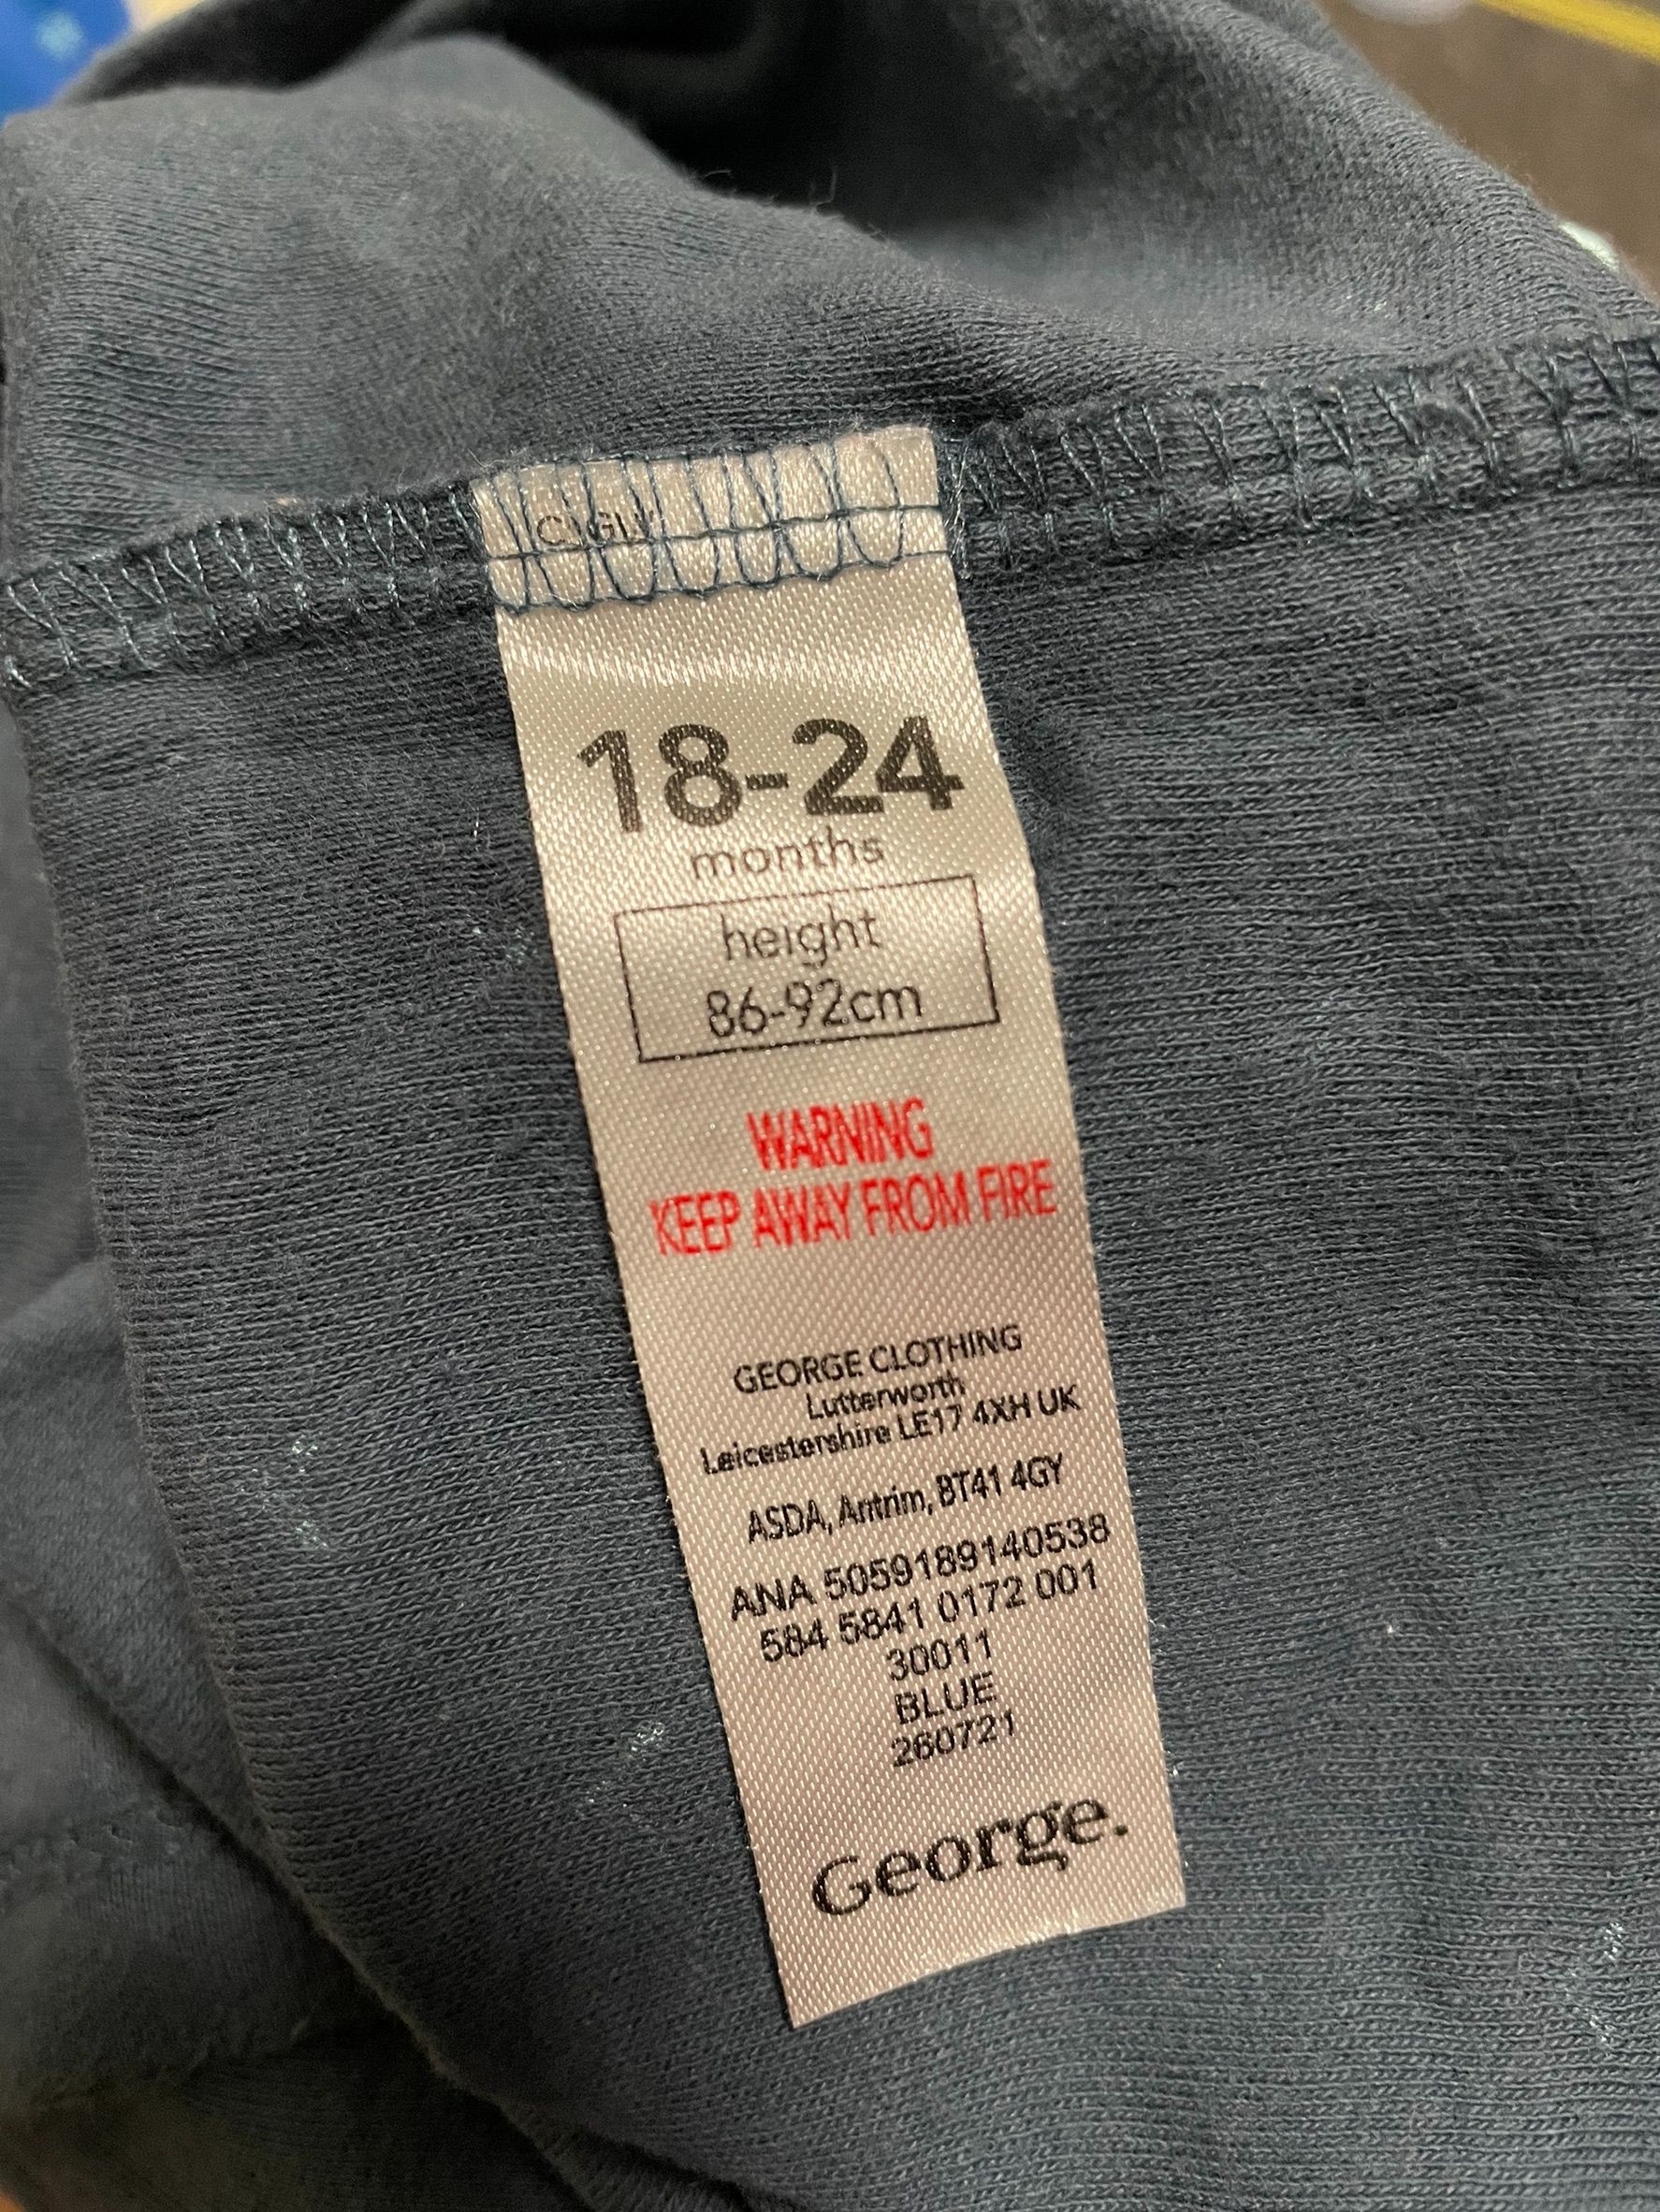 18-24
months
height
86-92cm
WARNING
KEEP AWAY FROM FIRE
GEORGE CLOTHING
Lutterworth
Leicestershire LE17 4XH UK
ASDA, Antrim, BT41 4GY
ANA 5059189140538
584 5841 0172 001
30011
BLUE
260721
George.